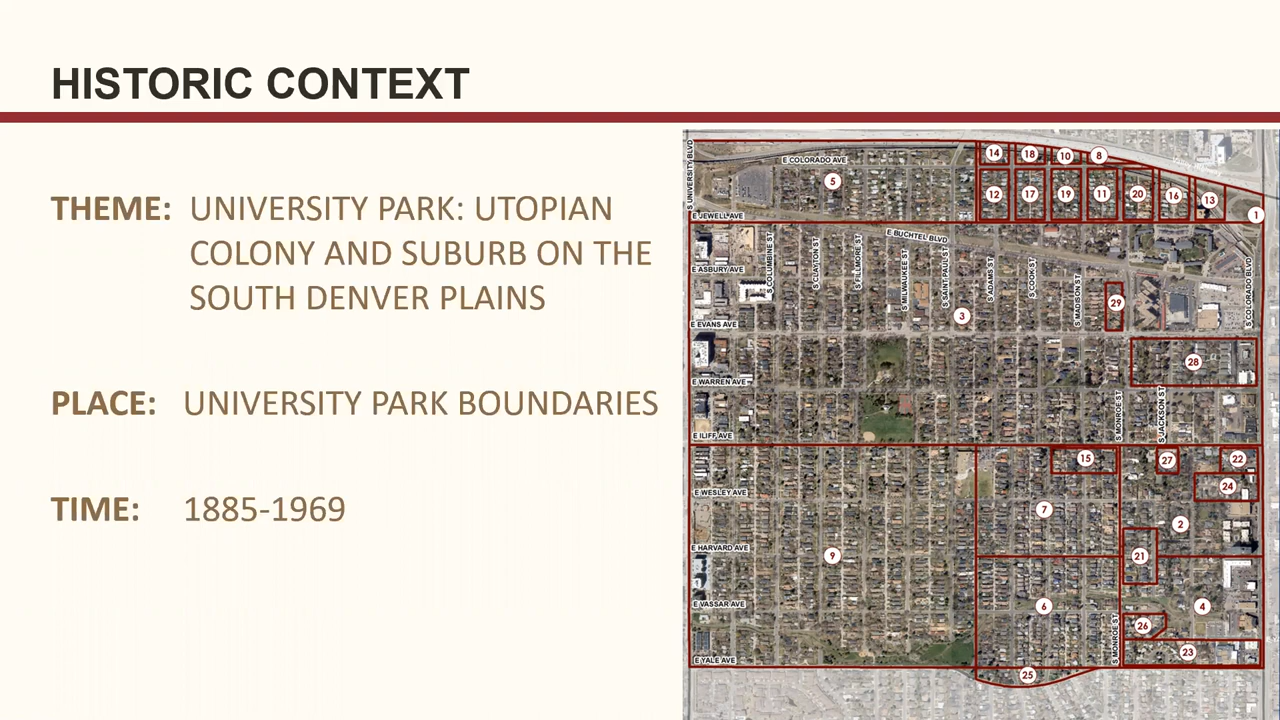 HISTORIC CONTEXT
THEME: UNIVERSITY PARK: UTOPIAN
COLONY AND SUBURB ON THE
SOUTH DENVER PLAINS
PLACE: UNIVERSITY PARK BOUNDARIES
TIME: 1885-1969
S UNIVERSITY BLVD
E COLORADO AVE
14
18
10
8
5
12
17
19
11
20
16
13
1
E JEWELL AVE
E BUCHTEL BLVD
E ASBURY AVE
S COLUMBINE ST
S CLAYTON ST
S FILLMORE ST
S MILWAUKEE ST
S SAINT PAUL ST
S ADAMS ST
S COOK ST
S MADISON ST
S COLORADO BLVD
29
3
E EVANS AVE
28
E WARREN AVE
S MONROE ST
S JACKSON ST
E ILIFF AVE
15
27
22
24
E WESLEY AVE
7
2
E HARVARD AVE
9
21
E VASSAR AVE
6
4
26
S MONROE ST
23
E YALE AVE
25